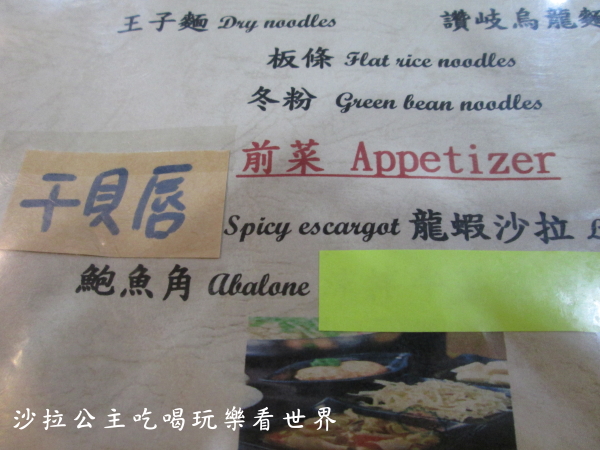 王子麵 Dry noodles 讚岐烏龍麵
板條 Flat rice noodles
冬粉 Green bean noodles
前菜 Appetizer
干貝唇 Spicy escargot 龍蝦沙拉
鮑魚角 Abalone
沙拉公主吃喝玩樂看世界